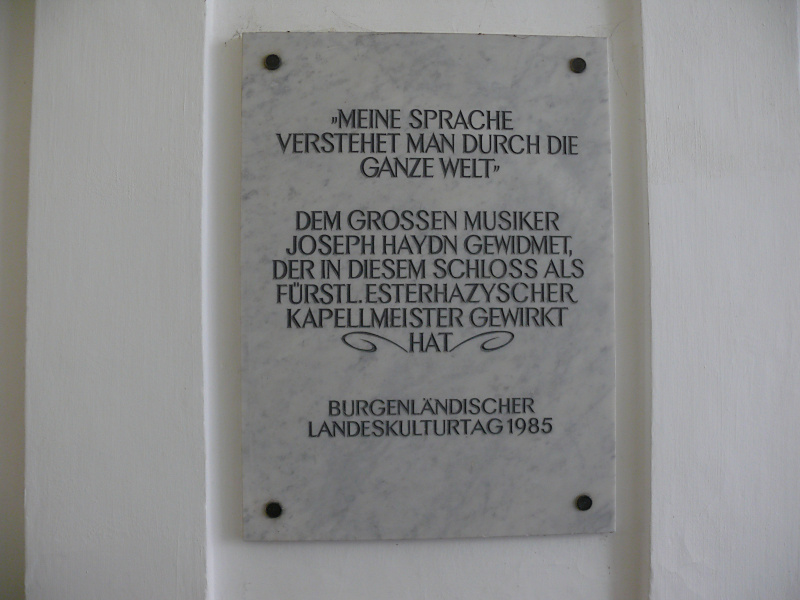 „MEINE SPRACHE
VERSTEHET MAN DURCH DIE
GANZE WELT”
DEM GROSSEN MUSIKER
JOSEPH HAYDN GEWIDMET,
DER IN DIESEM SCHLOSS ALS
FÜRSTL. ESTERHAZYSCHER
KAPELLMEISTER GEWIRKT
HAT
BURGENLÄNDISCHER
LANDESKULTURTAG 1985